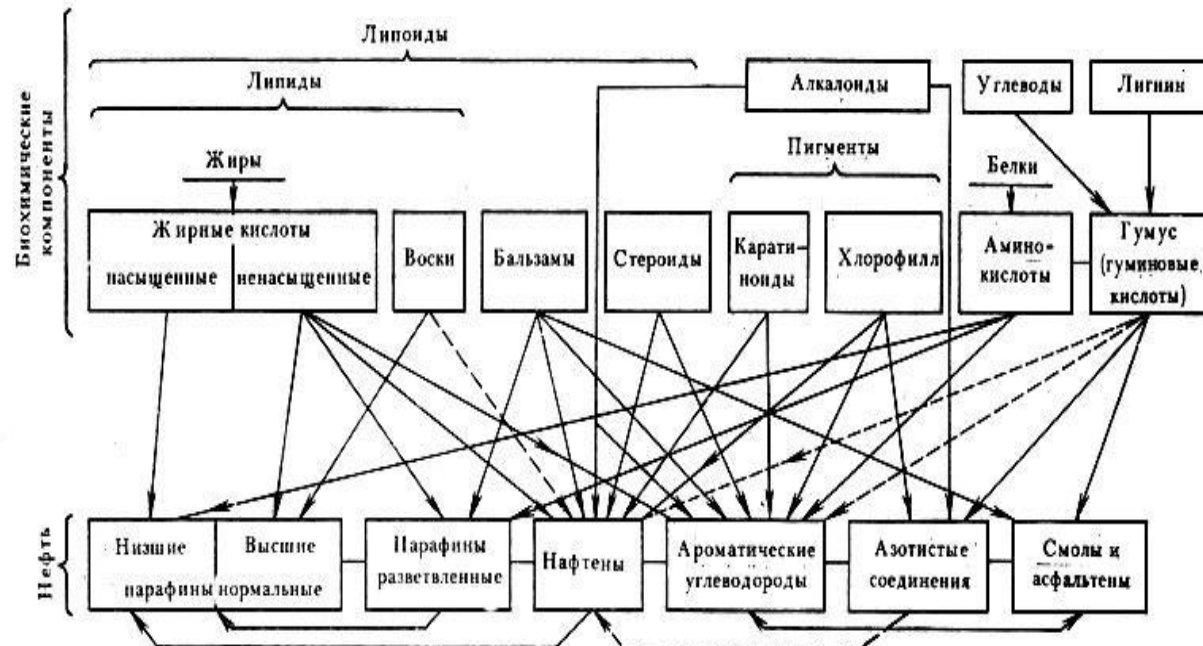 Биохимические
компоненты
Липоиды
Липиды
Жиры
Алкалоиды
Углеводы
Лигнин
Пигменты
Белки
Жирные кислоты
насыщенные
ненасыщенные
Воски
Бальзамы
Стероиды
Карати-
ноиды
Хлорофилл
Амино-
кислоты
Гумус
(гуминовые
кислоты)
Нефть
Низшие
Высшие
парафины нормальные
Парафины
разветвленные
Нафтены
Ароматические
углеводороды
Азотистые
соединения
Смолы и
асфальтены